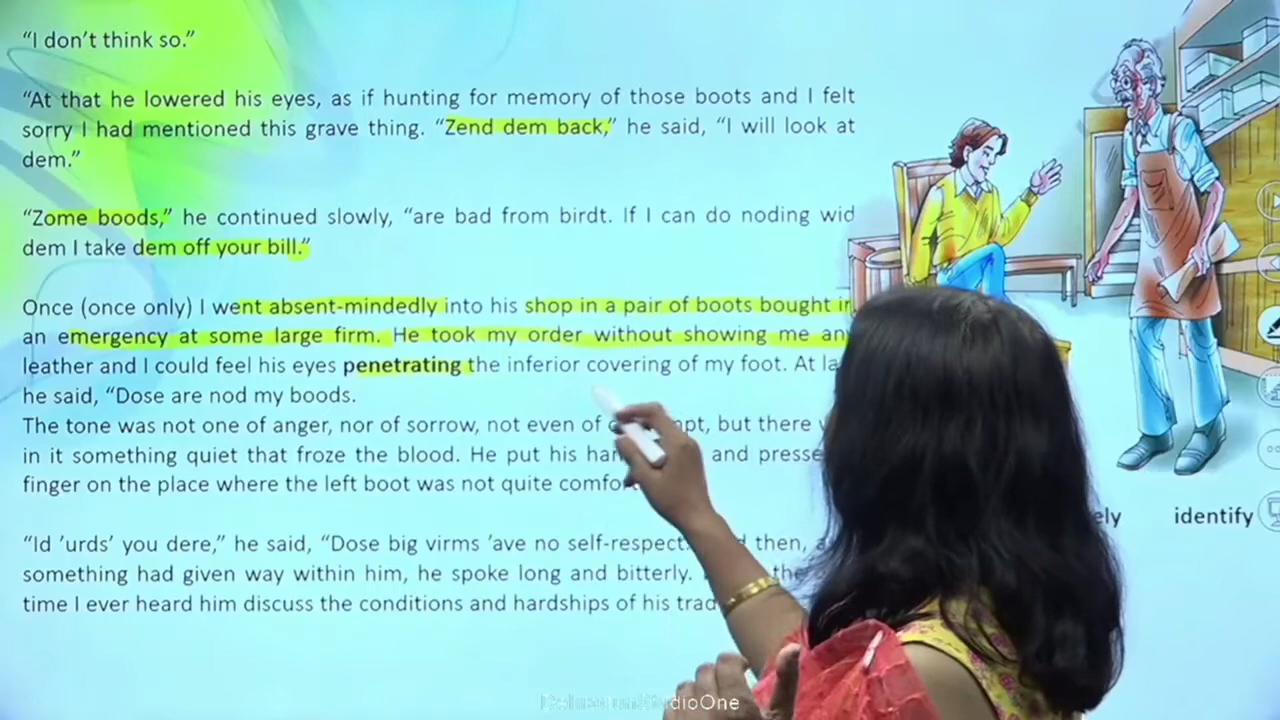 “I don’t think so.”
“At that he lowered his eyes, as if hunting for memory of those boots and I felt
sorry I had mentioned this grave thing. “Zend dem back,” he said, “I will look at
dem.”
“Zome boods,” he continued slowly, “are bad from birdt. If I can do noding wid
dem I take dem off your bill.”
Once (once only) I went absent-mindedly into his shop in a pair of boots bought in
an emergency at some large firm. He took my order without showing me an
leather and I could feel his eyes penetrating the inferior covering of my foot. At la
he said, “Dose are nod my boods.
The tone was not one of anger, nor of sorrow, not even of but there
in it something quiet that froze the blood. He put his and
finger on the place where the left boot was not quite
“Id ’urds’ you dere,” he said, “Dose big virms ’ave no self-respect. then,
something had given way within him, he spoke long and bitterly.
time I ever heard him discuss the conditions and hardships of his
identify